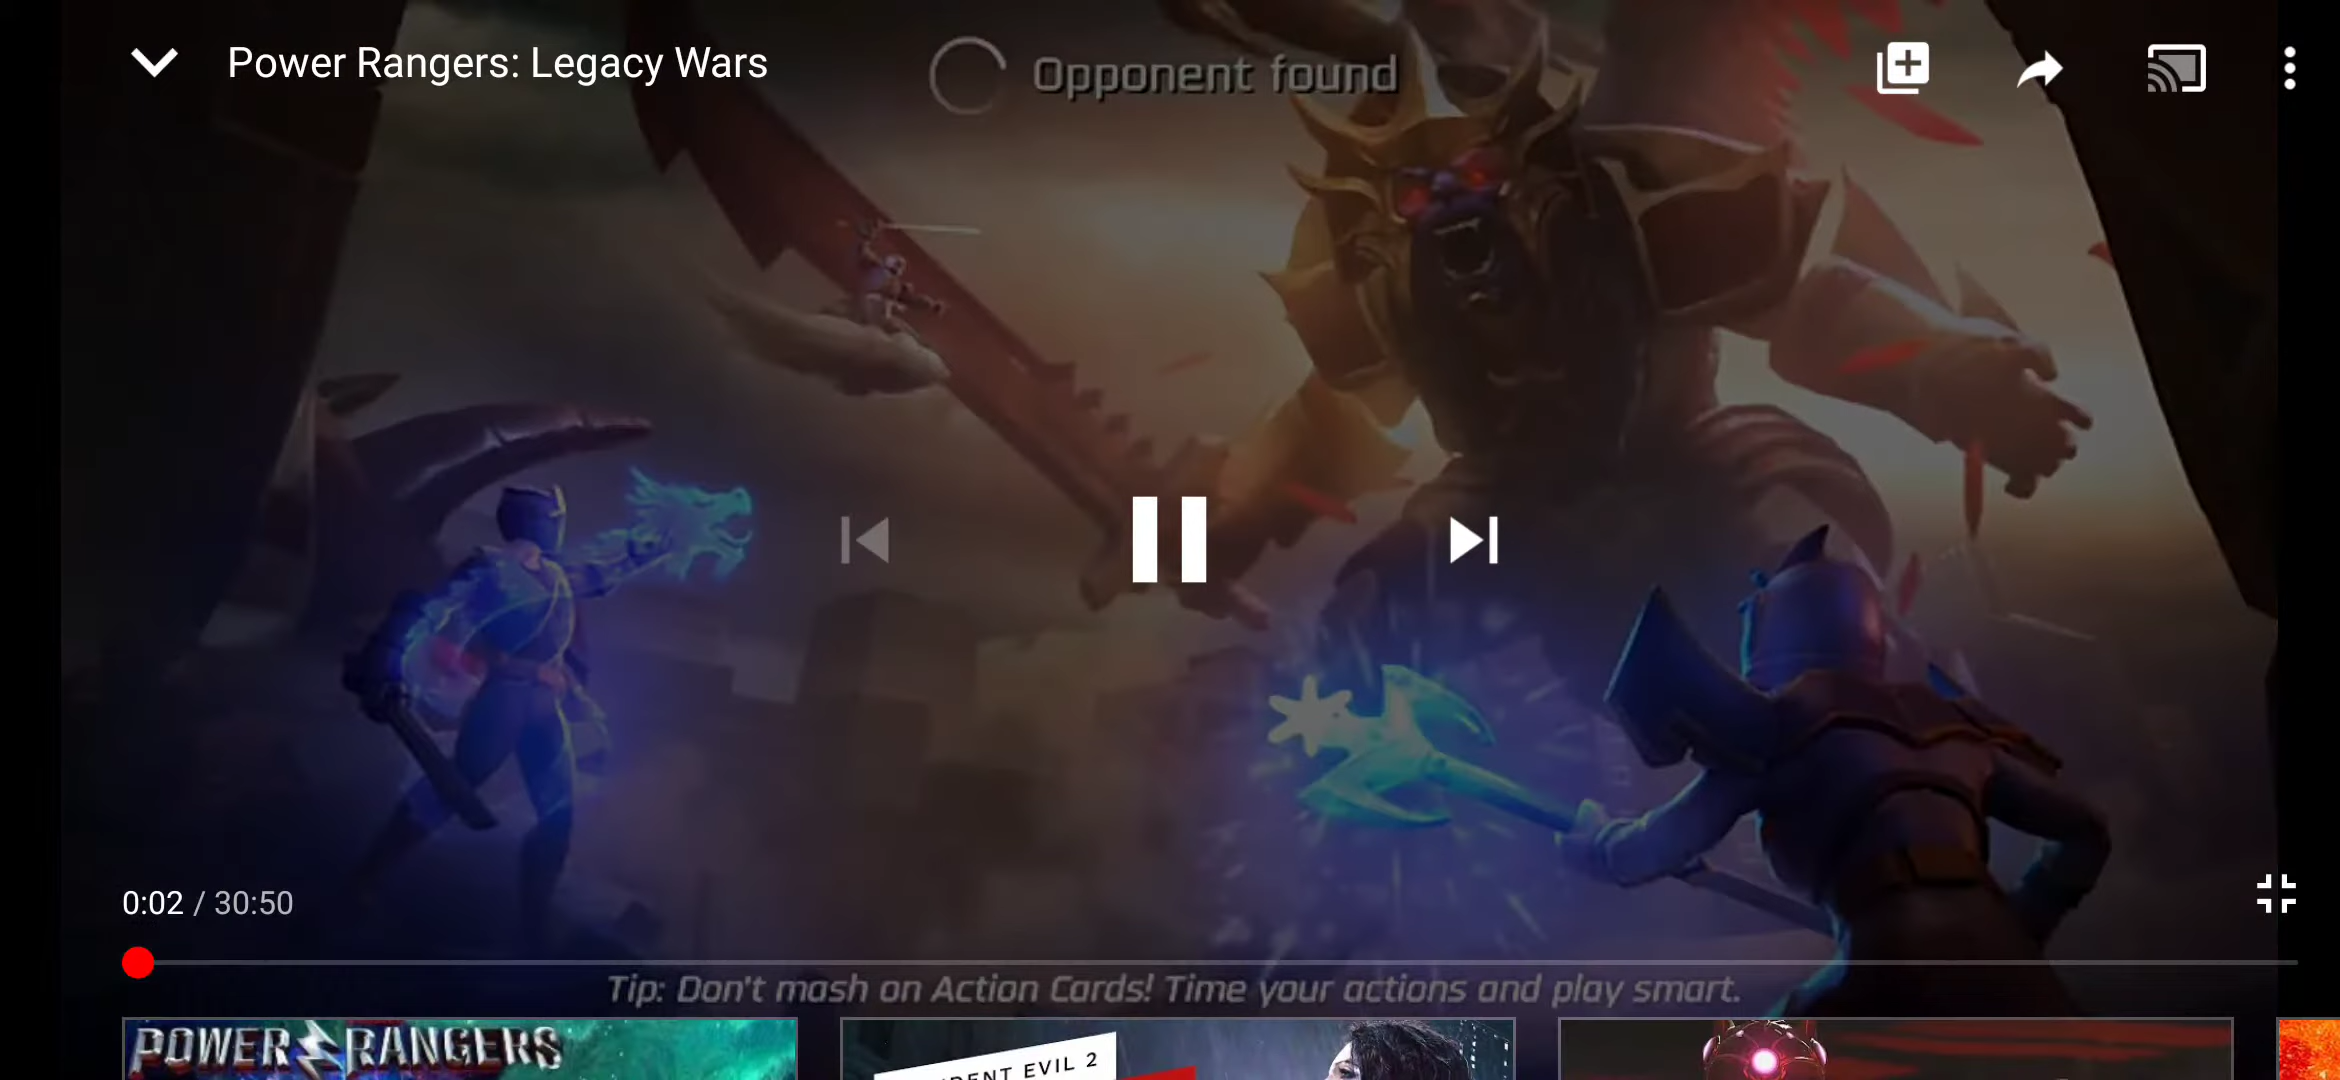 Power Rangers: Legacy Wars
Opponent found
0:02 / 30:50
Tip: Don't mash on Action Cards! Time your actions and play smart.
POWER RANGERS
DENT EVIL 2